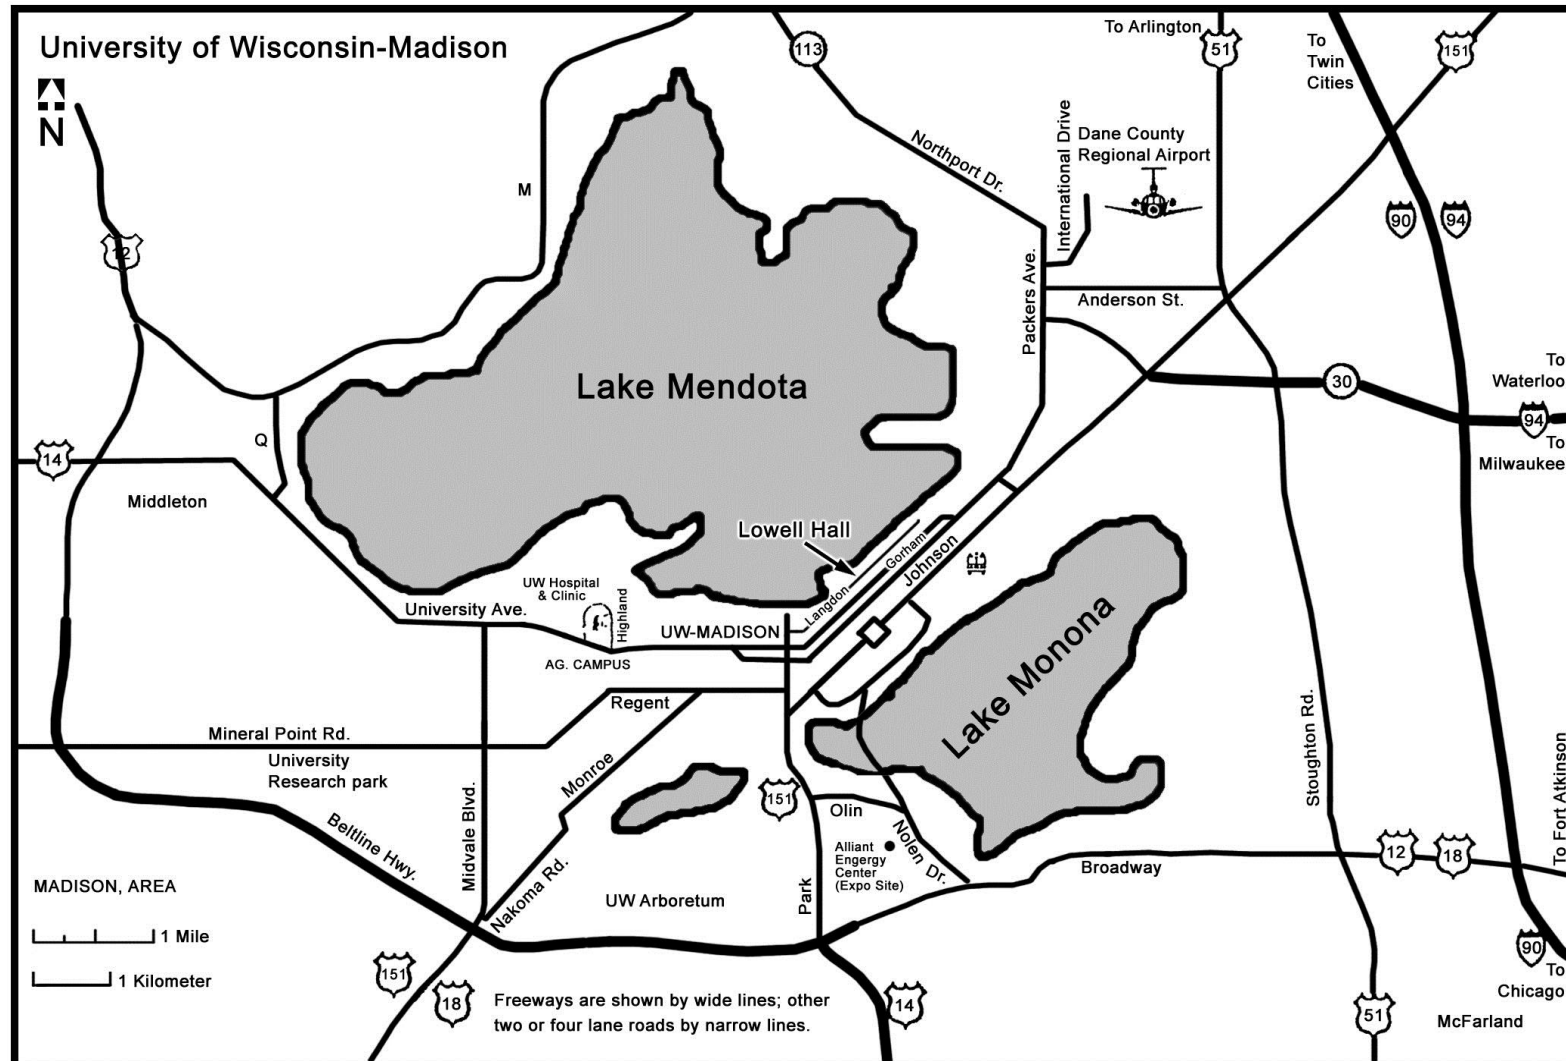 University of Wisconsin-Madison
N
12
M
113
Northport Dr.
To Arlington
51
To
Twin
Cities
151
International Drive
Dane County
Regional Airport
90
94
Packers Ave.
Anderson St.
To
Waterloo
30
94
To
Milwaukee
Lake Mendota
Q
14
Middleton
Lowell Hall
Gorham
Johnson
Langdon
UW Hospital
& Clinic
Highland
University Ave.
UW-MADISON
AG. CAMPUS
Lake Monona
Regent
Mineral Point Rd.
University
Research park
Monroe
Midvale Blvd.
Beltline Hwy.
Nakoma Rd.
151
Olin
Nolen Dr.
Alliant
Engergy
Center
(Expo Site)
Park
UW Arboretum
Broadway
Stoughton Rd.
12
18
To Fort Atkinson
MADISON, AREA
1 Mile
1 Kilometer
151
18
Freeways are shown by wide lines; other
two or four lane roads by narrow lines.
14
51
90
To
Chicago
McFarland